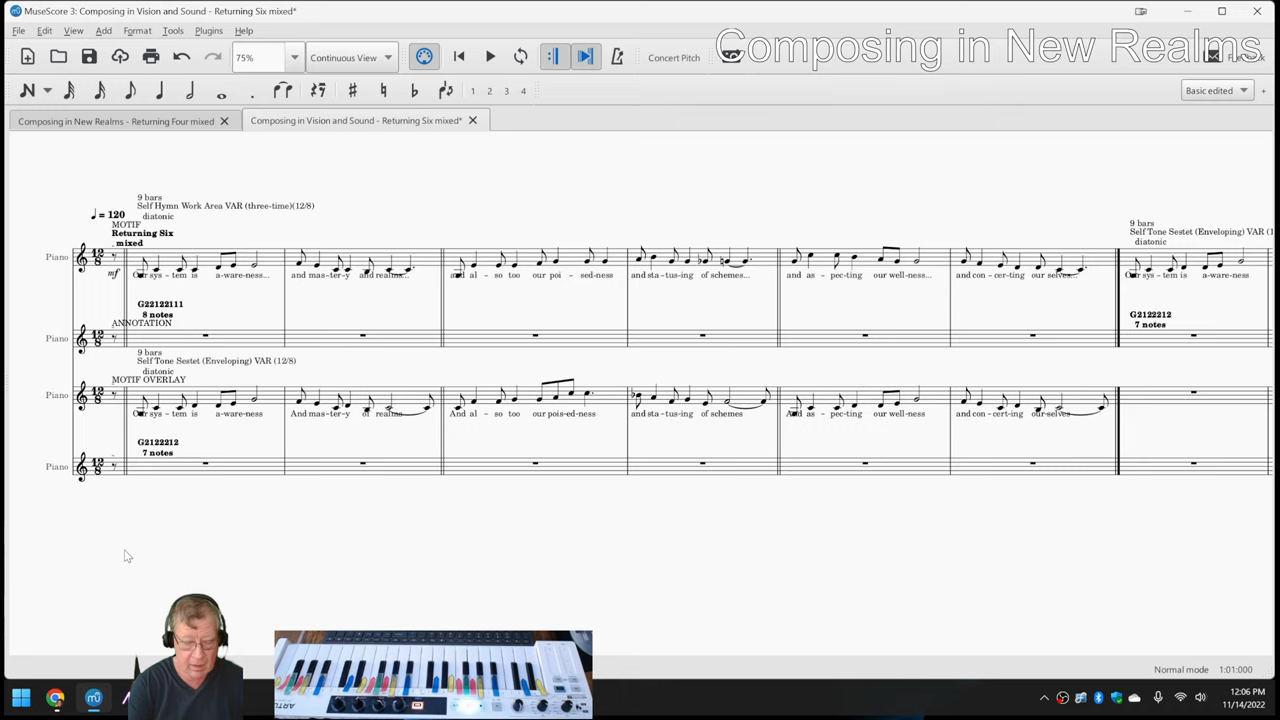 MuseScore 3: Composing in Vision and Sound - Returning Six mixed*
Composing in New Realms
File Edit View Add Format Tools Plugins Help
75%
Continuous View
Concert Pitch
1 2 3 4
Basic edited
Composing in New Realms - Returning Four mixed
Composing in Vision and Sound - Returning Six mixed*
9 bars
Self Hymn Work Area VAR (three-time)(12/8)
diatonic
= 120
MOTIF
Returning Six
mixed
9 bars
Self Tone Sestet (Enveloping) VAR (1
diatonic
Piano
mf
Our sys - tem is a-ware-ness... and mas-ter-y and realms... and al - so too our poi - sed-ness and sta-tus-ing of schemes... and as - pec-ting our well-ness... and con - cer-ting our selves... Our sys - tem is a-ware-ness
G22122111
8 notes
G2122212
7 notes
ANNOTATION
Piano
9 bars
Self Tone Sestet (Enveloping) VAR (12/8)
diatonic
MOTIF OVERLAY
Piano
Our sys - tem is a-ware-ness And mas-ter-y of realms And al - so too our pois-ed-ness and sta-tus-ing of schemes And as - pec-ting our well-ness and con - cert-ing our-selves
G2122212
7 notes
Piano
Normal mode 1:01:000
12:06 PM
11/14/2022